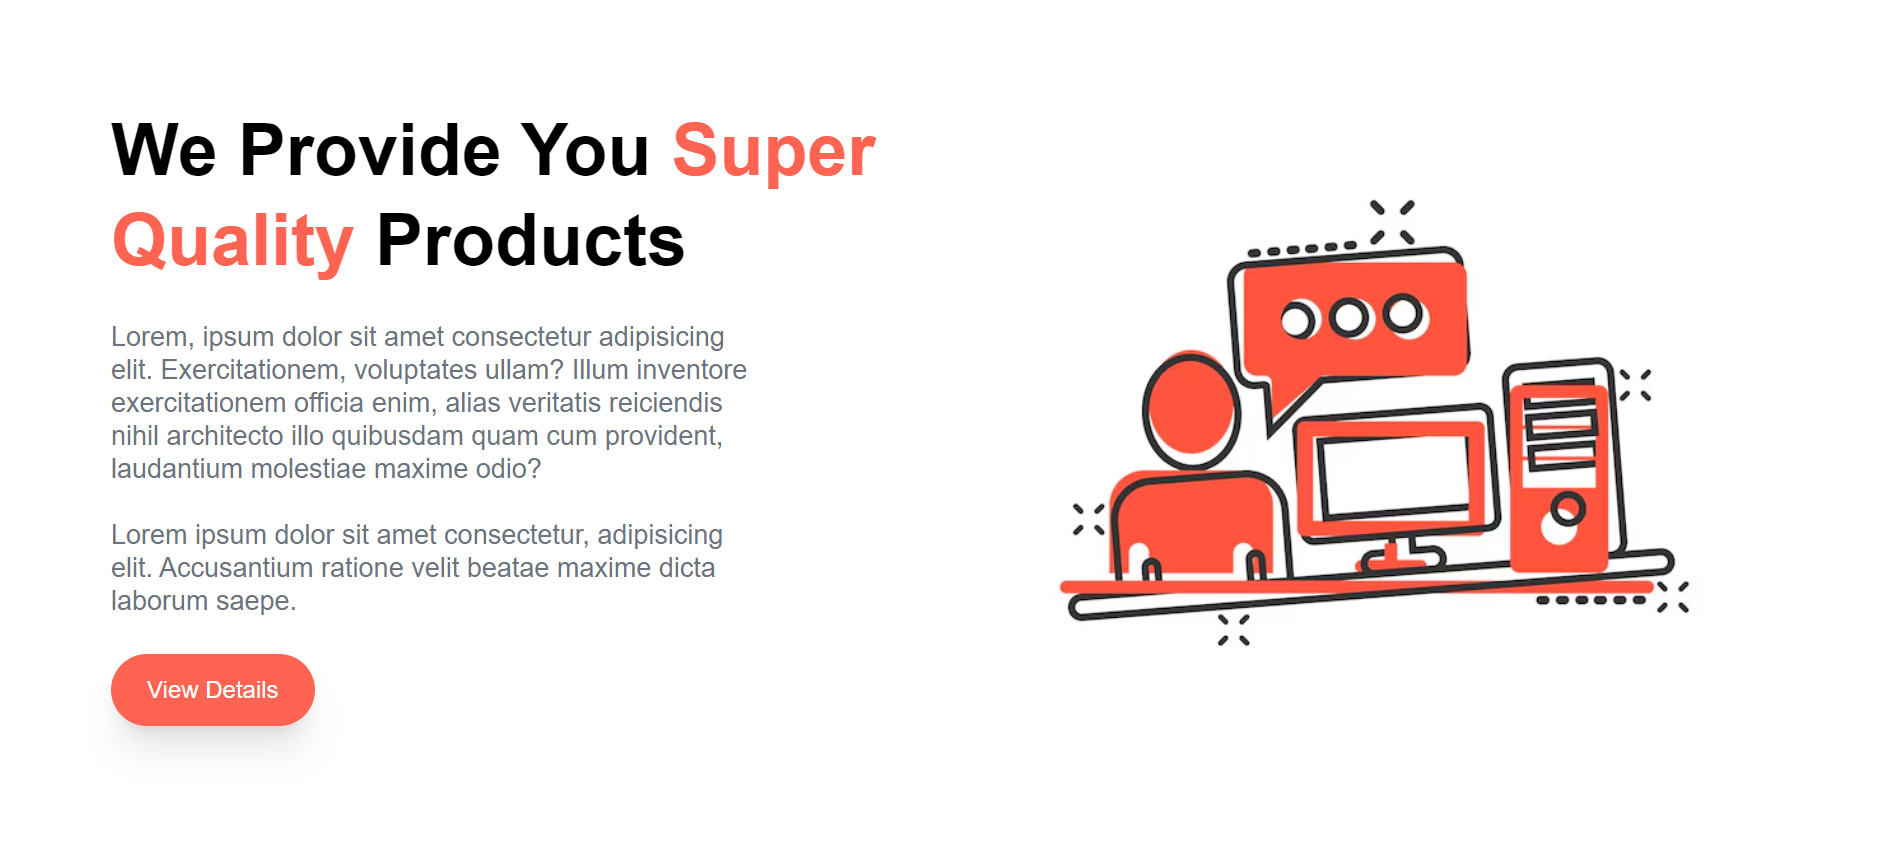 We Provide You Super
Quality Products
Lorem, ipsum dolor sit amet consectetur adipisicing
elit. Exercitationem, voluptates ullam? Illum inventore
exercitationem officia enim, alias veritatis reiciendis
nihil architecto illo quibusdam quam cum provident,
laudantium molestiae maxime odio?
Lorem ipsum dolor sit amet consectetur, adipisicing
elit. Accusantium ratione velit beatae maxime dicta
laborum saepe.
View Details